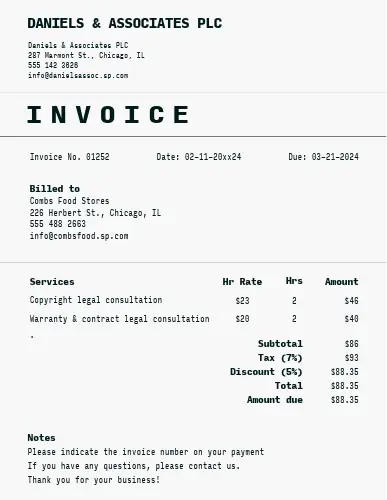 DANIELS & ASSOCIATES PLC
Daniels & Associates PLC
287 Marmont St., Chicago, IL
555 142 3626
info@danielsassoc.sp.com
INVOICE
Invoice No. 01252 Date: 02-11-20xx24 Due: 03-21-2024
Billed to
Combs Food Stores
226 Herbert St., Chicago, IL
555 488 2663
info@combsfood.sp.com
Services Hr Rate Hrs Amount
Copyright legal consultation $23 2 $46
Warranty & contract legal consultation $20 2 $40
.
Subtotal $86
Tax (7%) $93
Discount (5%) $88.35
Total $88.35
Amount due $88.35
Notes
Please indicate the invoice number on your payment
If you have any questions, please contact us.
Thank you for your business!